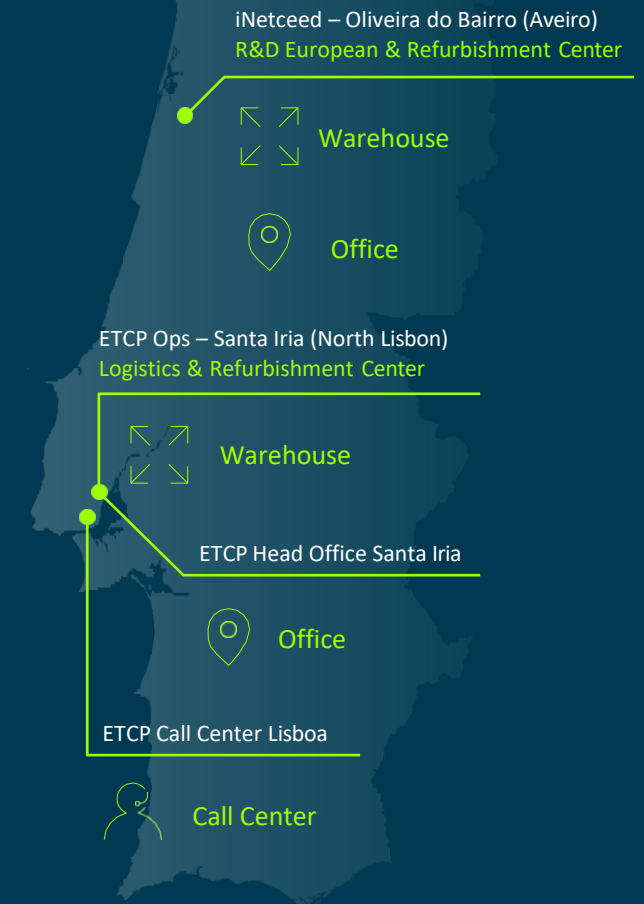 iNetceed – Oliveira do Bairro (Aveiro)
R&D European & Refurbishment Center
Warehouse
Office
ETCP Ops – Santa Iria (North Lisbon)
Logistics & Refurbishment Center
Warehouse
ETCP Head Office Santa Iria
Office
ETCP Call Center Lisboa
Call Center